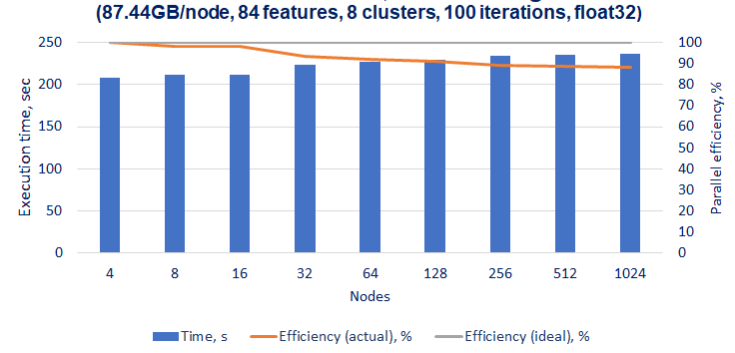 (87.44GB/node, 84 features, 8 clusters, 100 iterations, float32)
250
200
150
100
50
0
Execution time, sec
100
90
80
70
60
50
40
30
20
10
0
Parallel efficiency, %
4 8 16 32 64 128 256 512 1024
Nodes
Time, s Efficiency (actual), % Efficiency (ideal), %